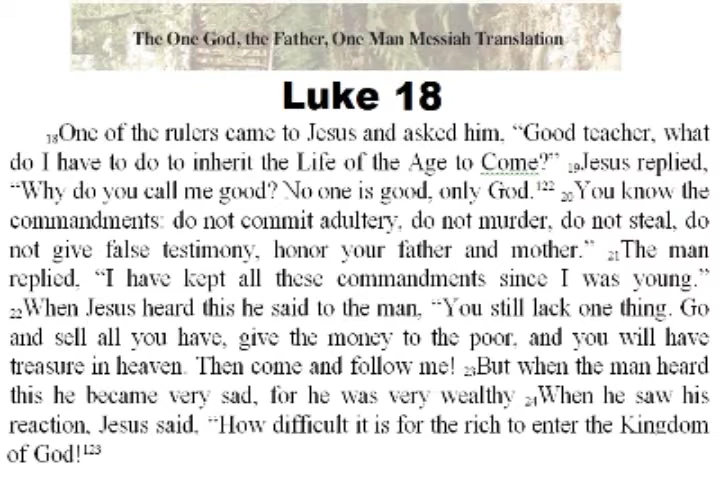 The One God, the Father, One Man Messiah Translation
Luke 18
18One of the rulers came to Jesus and asked him, “Good teacher, what
do I have to do to inherit the Life of the Age to Come?” 19Jesus replied,
“Why do you call me good? No one is good, only God.122 20You know the
commandments: do not commit adultery, do not murder, do not steal, do
not give false testimony, honor your father and mother.” 21The man
replied, “I have kept all these commandments since I was young.”
22When Jesus heard this he said to the man, “You still lack one thing. Go
and sell all you have, give the money to the poor, and you will have
treasure in heaven. Then come and follow me! 23But when the man heard
this he became very sad, for he was very wealthy 24When he saw his
reaction, Jesus said, “How difficult it is for the rich to enter the Kingdom
of God!123